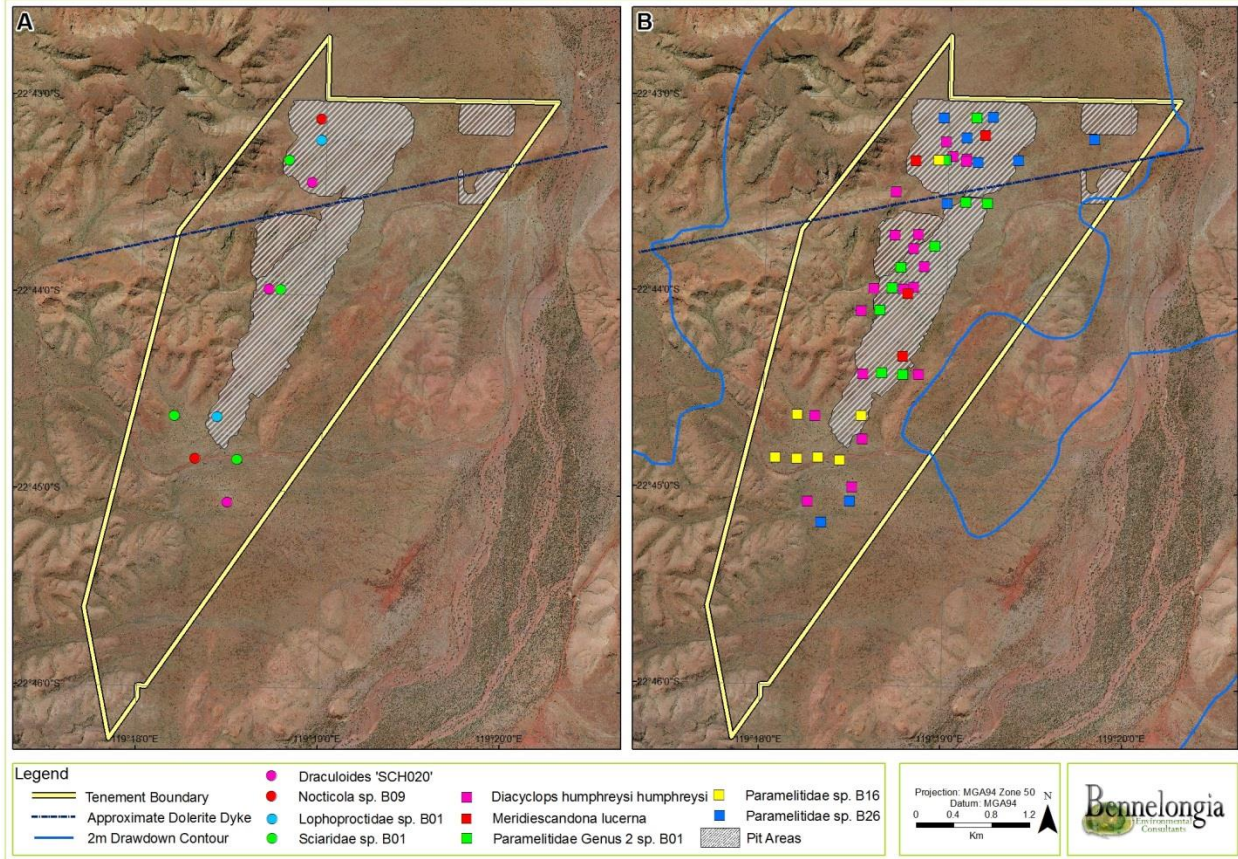 A
B
22°43'0"S
22°43'0"S
22°44'0"S
22°44'0"S
22°45'0"S
22°45'0"S
22°46'0"S
22°46'0"S
119°18'0"E
119°10'0"E
119°20'0"E
119°18'0"E
119°19'0"E
119°20'0"E
Legend
Tenement Boundary
Approximate Dolerite Dyke
2m Drawdown Contour
Draculoides 'SCH020'
Nocticola sp. B09
Lophoproctidae sp. B01
Sciaridae sp. B01
Diacyclops humphreysi humphreysi
Meridiescandona lucerna
Paramelitidae Genus 2 sp. B01
Paramelitidae sp. B16
Paramelitidae sp. B26
Pit Areas
Projection: MGA94 Zone 50
Datum: MGA94
N
0 0.4 0.8 1.2
Km
Bennelongia
Environmental
Consultants